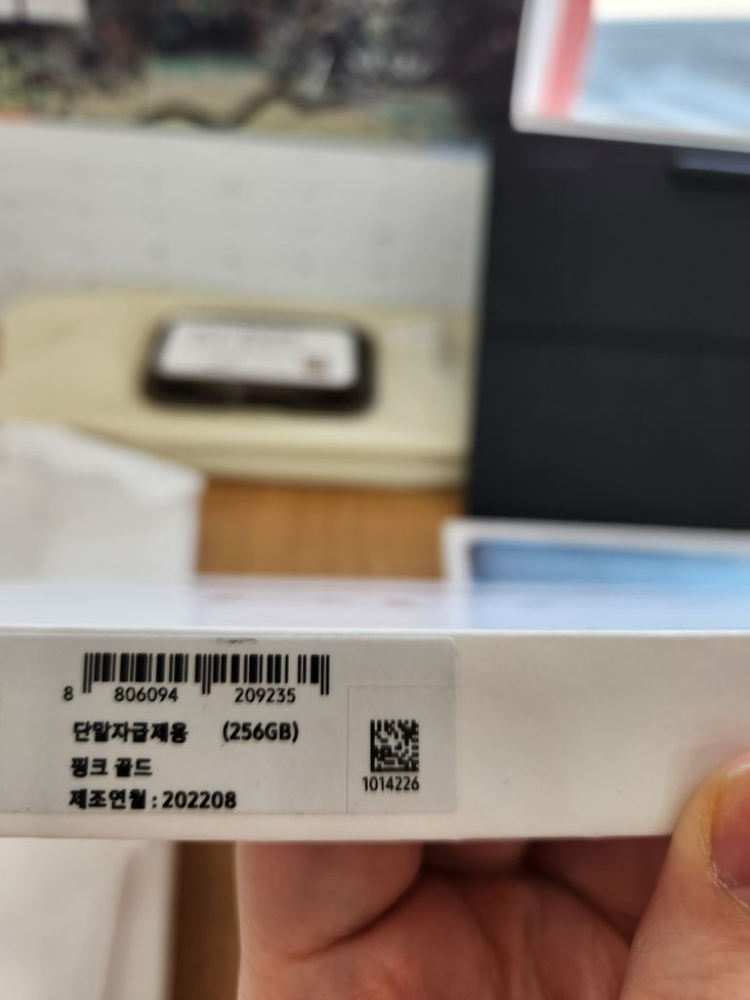 8 806094 209235
단말자급제용 (256GB)
핑크 골드
제조연월 : 202208
1014226